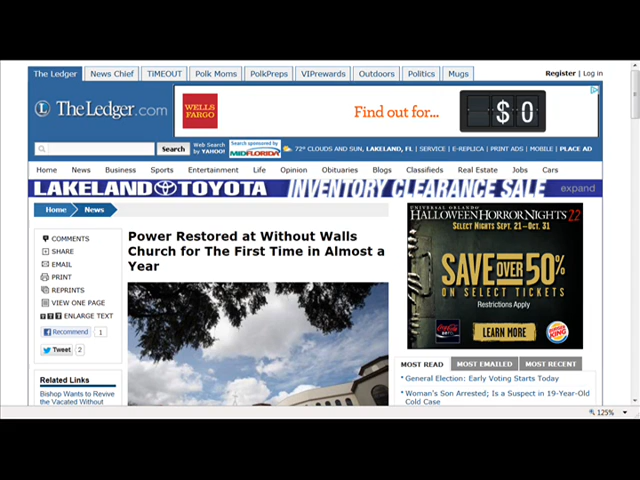 The Ledger News Chief TiMEOUT Polk Moms PolkPreps VIPrewards Outdoors Politics Mugs Register | Log in
TheLedger.com
WELLS FARGO
Find out for... $ 0
Search
Web Search by YAHOO!
Search sponsored by
MIDFLORIDA
72° CLOUDS AND SUN, LAKELAND, FL | SERVICE | E-REPLICA | PRINT ADS | MOBILE | PLACE AD
Home News Business Sports Entertainment Life Opinion Obituaries Blogs Classifieds Real Estate Jobs Cars
LAKELAND TOYOTA INVENTORY CLEARANCE SALE expand
Home News
COMMENTS
SHARE
EMAIL
PRINT
REPRINTS
VIEW ONE PAGE
ENLARGE TEXT
Recommend 1
Tweet 2
Related Links
Bishop Wants to Revive
the Vacated Without
Power Restored at Without Walls
Church for The First Time in Almost a
Year
UNIVERSAL ORLANDO
HALLOWEEN HORROR NIGHTS 22
SELECT NIGHTS SEPT. 21-OCT. 31
SAVE OVER 50%
ON SELECT TICKETS
Restrictions Apply
LEARN MORE
BURGER KING
MOST READ MOST EMAILED MOST RECENT
General Election: Early Voting Starts Today
Woman's Son Arrested; Is a Suspect in 19-Year-Old
Cold Case
125%